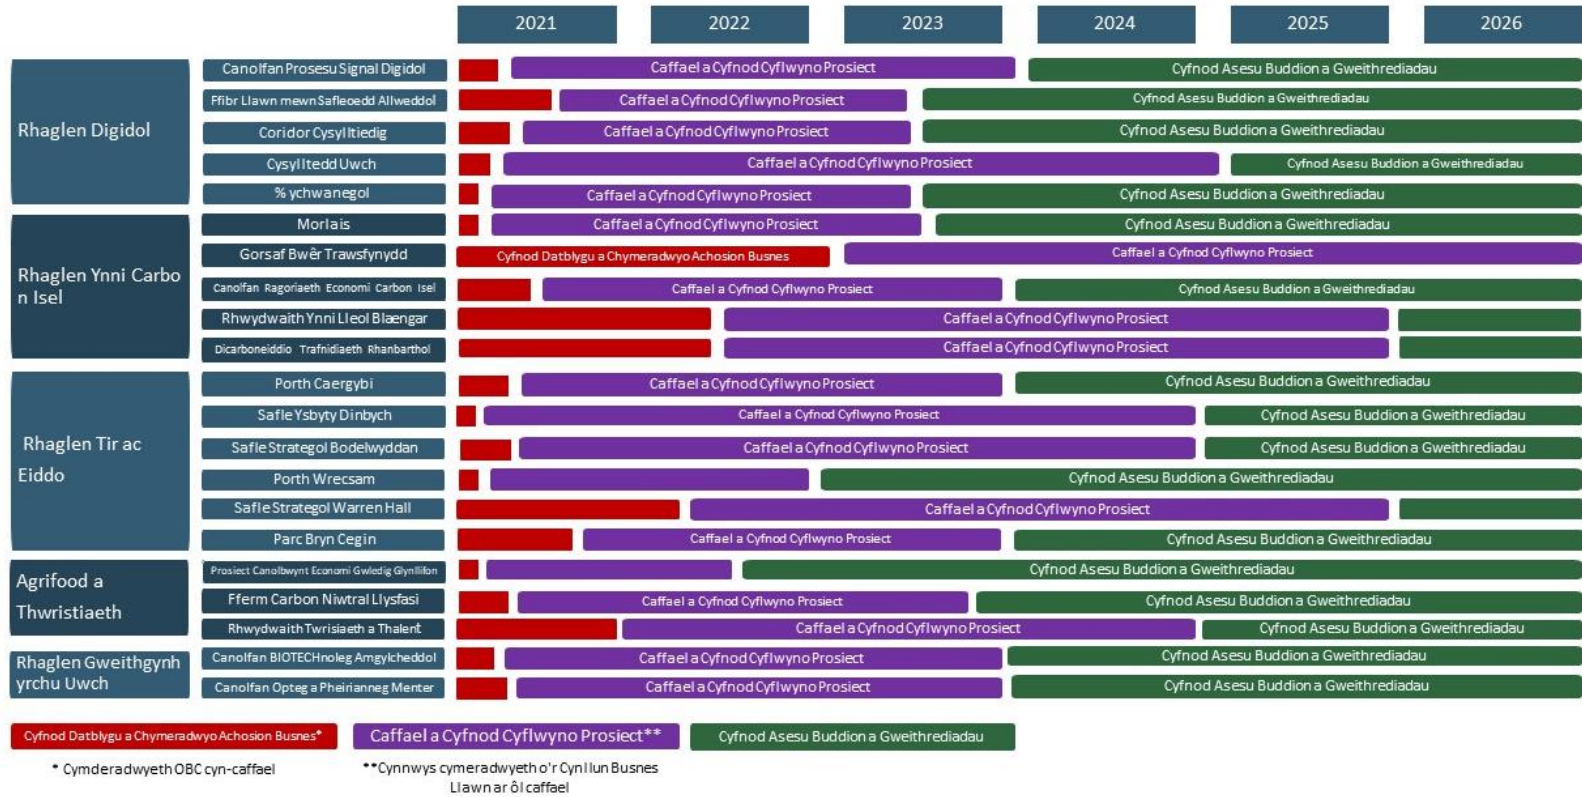 2021 2022 2023 2024 2025 2026
Rhaglen Digidol
Canolfan Prosesu Signal Digidol Caffael a Cyfnod Cyflwyno Prosiect Cyfnod Asesu Buddion a Gweithrediadau
Ffibr Llawn mewn Safleoedd Allweddol Caffael a Cyfnod Cyflwyno Prosiect Cyfnod Asesu Buddion a Gweithrediadau
Coridor Cysylltiedig Caffael a Cyfnod Cyflwyno Prosiect Cyfnod Asesu Buddion a Gweithrediadau
Cysylltedd Uwch Caffael a Cyfnod Cyflwyno Prosiect Cyfnod Asesu Buddion a Gweithrediadau
% ychwanegol Caffael a Cyfnod Cyflwyno Prosiect Cyfnod Asesu Buddion a Gweithrediadau
Rhaglen Ynni Carbo
n Isel
Morlais Caffael a Cyfnod Cyflwyno Prosiect Cyfnod Asesu Buddion a Gweithrediadau
Gorsaf Bwêr Trawsfynydd Cyfnod Datblygu a Chymeradwyo Achosion Busnes Caffael a Cyfnod Cyflwyno Prosiect
Canolfan Ragoriaeth Economi Carbon Isel Caffael a Cyfnod Cyflwyno Prosiect Cyfnod Asesu Buddion a Gweithrediadau
Rhwydwaith Ynni Lleol Blaengar Caffael a Cyfnod Cyflwyno Prosiect
Dicarboneiddio Trafnidiaeth Rhanbarthol Caffael a Cyfnod Cyflwyno Prosiect
Rhaglen Tir ac
Eiddo
Porth Caergybi Caffael a Cyfnod Cyflwyno Prosiect Cyfnod Asesu Buddion a Gweithrediadau
Safle Ysbyty Dinbych Caffael a Cyfnod Cyflwyno Prosiect Cyfnod Asesu Buddion a Gweithrediadau
Safle Strategol Bodelwyddan Caffael a Cyfnod Cyflwyno Prosiect Cyfnod Asesu Buddion a Gweithrediadau
Porth Wrecsam Cyfnod Asesu Buddion a Gweithrediadau
Safle Strategol Warren Hall Caffael a Cyfnod Cyflwyno Prosiect
Parc Bryn Cegin Caffael a Cyfnod Cyflwyno Prosiect Cyfnod Asesu Buddion a Gweithrediadau
Agrifood a
Thwristiaeth
Prosiect Canolbwynt Economi Gwledig Glynllifon Cyfnod Asesu Buddion a Gweithrediadau
Fferm Carbon Niwtral Llysfasi Caffael a Cyfnod Cyflwyno Prosiect Cyfnod Asesu Buddion a Gweithrediadau
Rhwydwaith Twrisiaeth a Thalent Caffael a Cyfnod Cyflwyno Prosiect Cyfnod Asesu Buddion a Gweithrediadau
Rhaglen Gweithgynh
yrchu Uwch
Canolfan BIOTECHnoleg Amgylcheddol Caffael a Cyfnod Cyflwyno Prosiect Cyfnod Asesu Buddion a Gweithrediadau
Canolfan Opteg a Pheirianneg Menter Caffael a Cyfnod Cyflwyno Prosiect Cyfnod Asesu Buddion a Gweithrediadau
Cyfnod Datblygu a Chymeradwyo Achosion Busnes* Caffael a Cyfnod Cyflwyno Prosiect** Cyfnod Asesu Buddion a Gweithrediadau
* Cymderadwyeth OBC cyn-caffael
**Cynnwys cymeradwyeth o'r Cynllun Busnes
Llawn ar ôl caffael